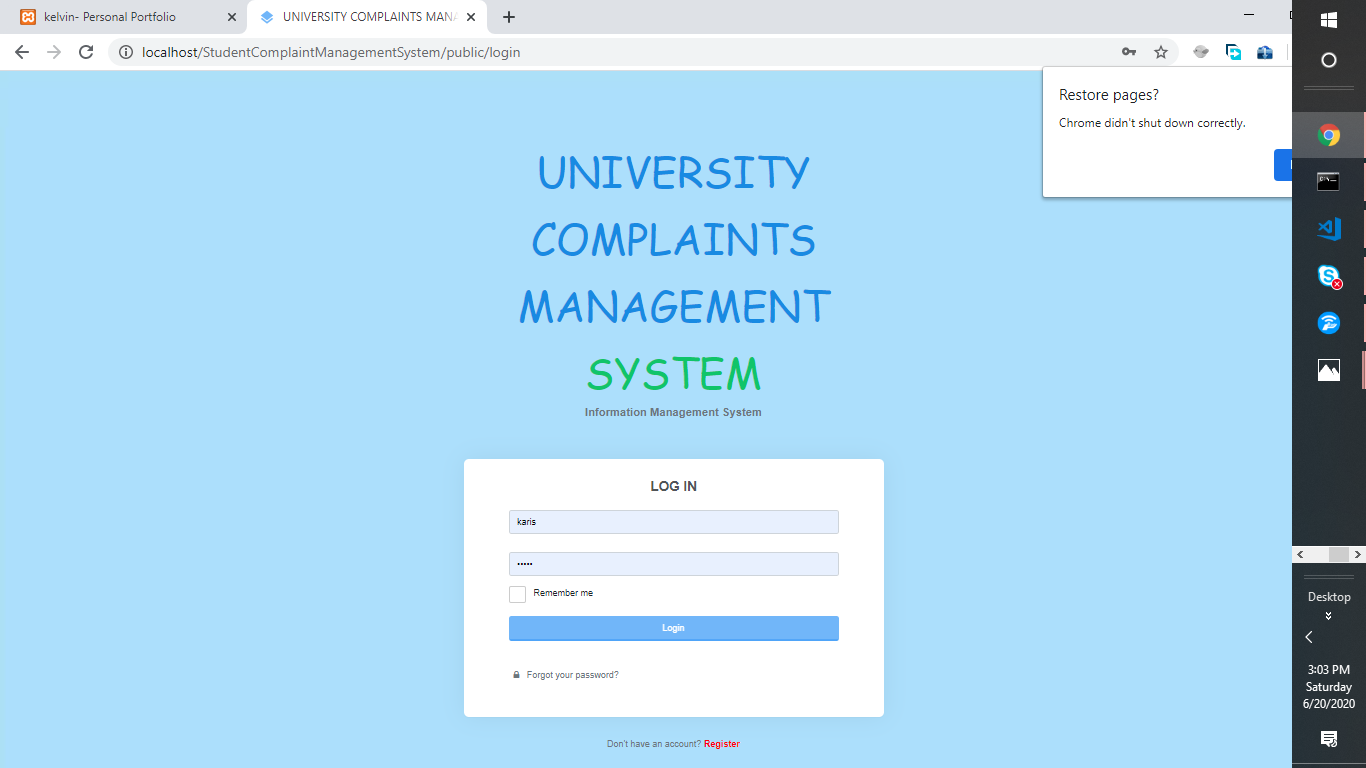 kelvin- Personal Portfolio
UNIVERSITY COMPLAINTS MANA
localhost/StudentComplaintManagementSystem/public/login
Restore pages?
Chrome didn't shut down correctly.
UNIVERSITY
COMPLAINTS
MANAGEMENT
SYSTEM
Information Management System
LOG IN
karis
•••••
Remember me
Login
Forgot your password?
Don't have an account? Register
Desktop
3:03 PM
Saturday
6/20/2020